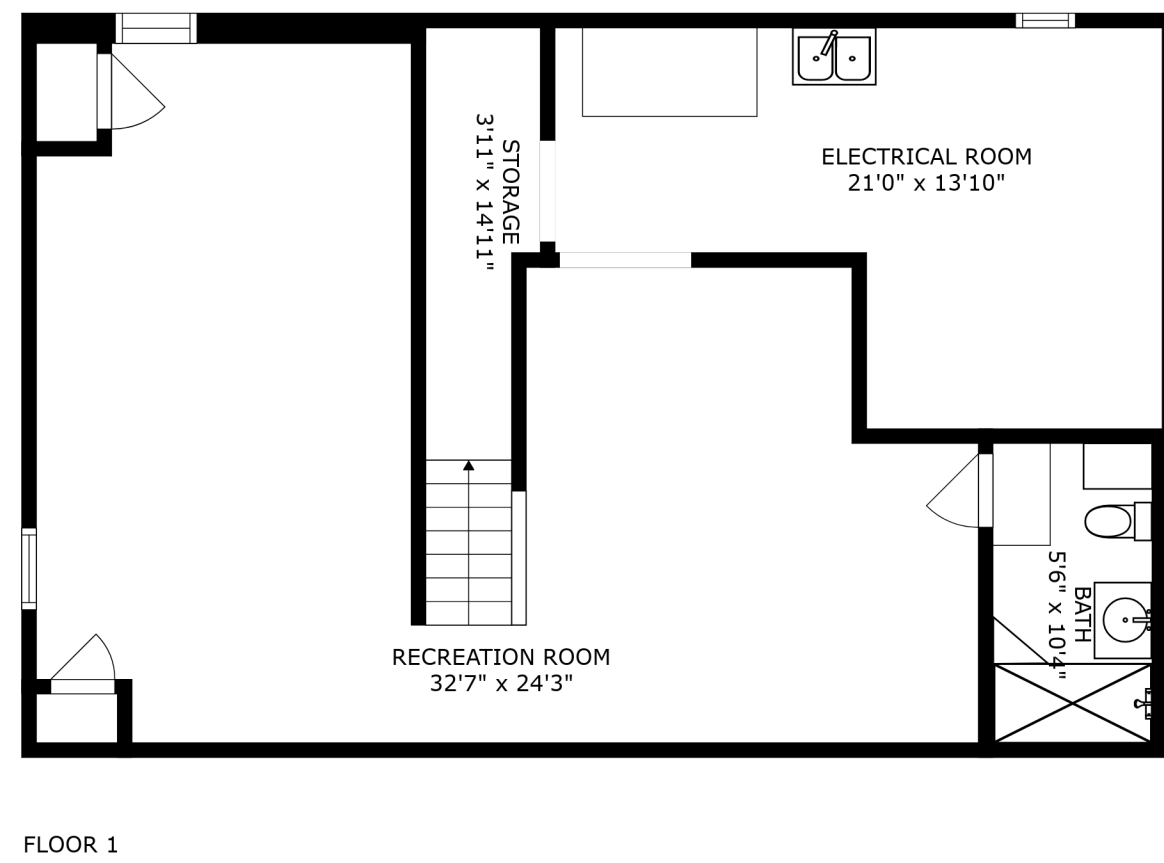 STORAGE
3'11" x 14'11"
ELECTRICAL ROOM
21'0" x 13'10"
BATH
5'6" x 10'4"
RECREATION ROOM
32'7" x 24'3"
FLOOR 1